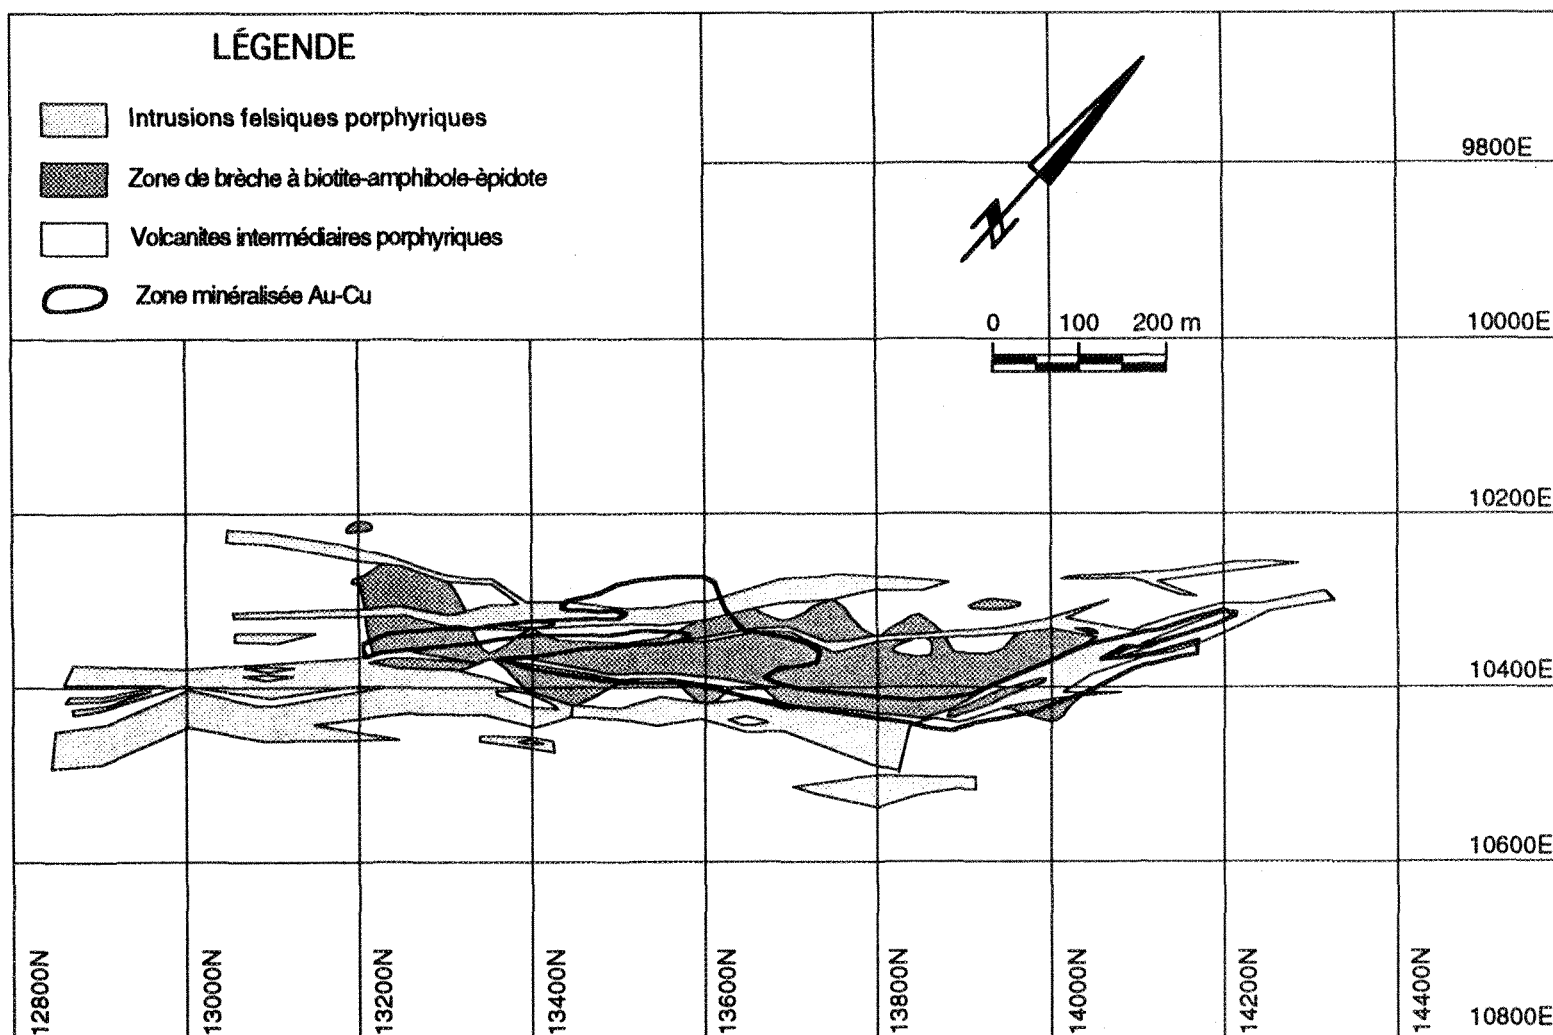 LÉGENDE
Intrusions felsiques porphyriques
Zone de brèche à biotite-amphibole-èpidote
Volcanites intermédiaires porphyriques
Zone minéralisée Au-Cu
N
0 100 200 m
9800E
10000E
10200E
10400E
10600E
10800E
12800N
13000N
13200N
13400N
13600N
13800N
14000N
14200N
14400N